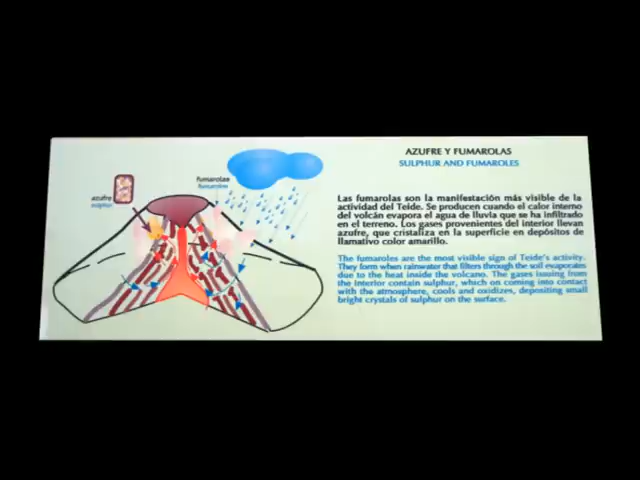 AZUFRE Y FUMAROLAS
SULPHUR AND FUMAROLES
azufre
sulphur
fumarolas
fumaroles
Las fumarolas son la manifestación más visible de la
actividad del Teide. Se producen cuando el calor interno
del volcán evapora el agua de lluvia que se ha infiltrado
en el terreno. Los gases provenientes del interior llevan
azufre, que cristaliza en la superficie en depósitos de
llamativo color amarillo.
The fumaroles are the most visible sign of Teide's activity.
They form when rainwater that filters through the soil evaporates
due to the heat inside the volcano. The gases issuing from
the interior contain sulphur, which on coming into contact
with the atmosphere, cools and oxidizes, depositing small
bright crystals of sulphur on the surface.